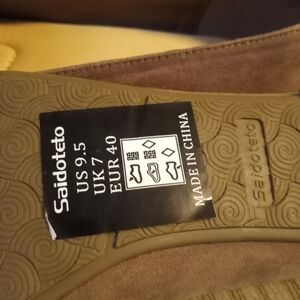 Saidoteto
US 9.5
UK 7
EUR 40
MADE IN CHINA
Saidoteto